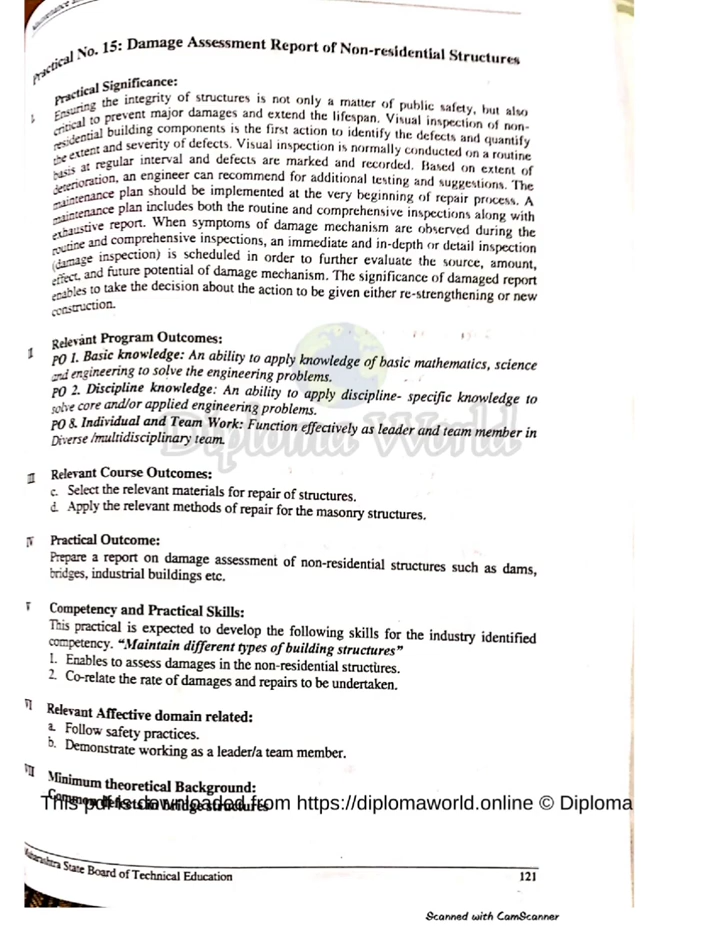 Practical No. 15: Damage Assessment Report of Non-residential Structures
I Practical Significance:
Ensuring the integrity of structures is not only a matter of public safety, but also
critical to prevent major damages and extend the lifespan. Visual inspection of non-
residential building components is the first action to identify the defects and quantify
the extent and severity of defects. Visual inspection is normally conducted on a routine
basis at regular interval and defects are marked and recorded. Based on extent of
deterioration, an engineer can recommend for additional testing and suggestions. The
maintenance plan should be implemented at the very beginning of repair process. A
maintenance plan includes both the routine and comprehensive inspections along with
exhaustive report. When symptoms of damage mechanism are observed during the
routine and comprehensive inspections, an immediate and in-depth or detail inspection
(damage inspection) is scheduled in order to further evaluate the source, amount,
effect, and future potential of damage mechanism. The significance of damaged report
enables to take the decision about the action to be given either re-strengthening or new
construction.
II Relevant Program Outcomes:
PO 1. Basic knowledge: An ability to apply knowledge of basic mathematics, science
and engineering to solve the engineering problems.
PO 2. Discipline knowledge: An ability to apply discipline- specific knowledge to
solve core and/or applied engineering problems.
PO 8. Individual and Team Work: Function effectively as leader and team member in
Diverse /multidisciplinary team.
Diploma World
III Relevant Course Outcomes:
c. Select the relevant materials for repair of structures.
d. Apply the relevant methods of repair for the masonry structures.
IV Practical Outcome:
Prepare a report on damage assessment of non-residential structures such as dams,
bridges, industrial buildings etc.
V Competency and Practical Skills:
This practical is expected to develop the following skills for the industry identified
competency. “Maintain different types of building structures”
1. Enables to assess damages in the non-residential structures.
2. Co-relate the rate of damages and repairs to be undertaken.
VI Relevant Affective domain related:
a. Follow safety practices.
b. Demonstrate working as a leader/a team member.
VII Minimum theoretical Background:
Common defects in bridge structures
This pdf is downloaded from https://diplomaworld.online © Diploma
Maharashtra State Board of Technical Education 121
Scanned with CamScanner